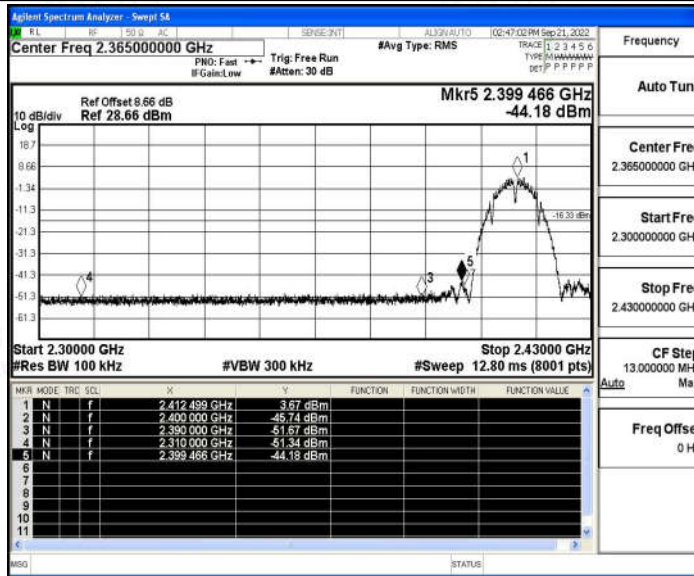 Agilent Spectrum Analyzer - Swept SA
RL RF 50 Ω AC SENSE:INT ALIGNAUTO 02:47:02 PM Sep 21, 2022
Center Freq 2.365000000 GHz
PNO: Fast
IFGain:Low
Trig: Free Run
#Atten: 30 dB
#Avg Type: RMS
TRACE 1 2 3 4 5 6
TYPE
DET P P P P P P
Frequency
Auto Tun
Ref Offset 8.66 dB
Ref 28.66 dBm
10 dB/div
Log
Mkr5 2.399 466 GHz
-44.18 dBm
18.7
8.66
-1.34
-11.3
-21.3
-31.3
-41.3
-51.3
-61.3
1
3
4
5
-16.33 dBm
Center Fre
2.365000000 GH
Start Fre
2.300000000 GH
Stop Fre
2.430000000 GH
Start 2.30000 GHz
Stop 2.43000 GHz
#Res BW 100 kHz
#VBW 300 kHz
#Sweep 12.80 ms (8001 pts)
CF Step
13.000000 MH
Auto Ma
Freq Offse
0 H
MKR MODE TRC SCL X Y FUNCTION FUNCTION WIDTH FUNCTION VALUE
1 N f 2.412 499 GHz 3.67 dBm
2 N f 2.400 000 GHz -45.74 dBm
3 N f 2.390 000 GHz -51.67 dBm
4 N f 2.310 000 GHz -51.34 dBm
5 N f 2.399 466 GHz -44.18 dBm
6
7
8
9
10
11
MSG
STATUS